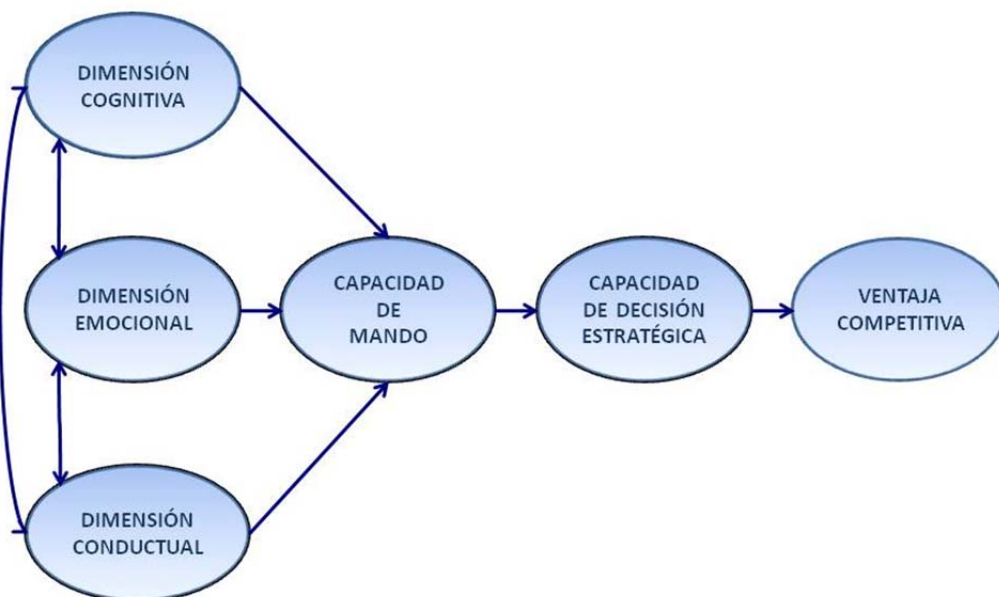 DIMENSIÓN
COGNITIVA
DIMENSIÓN
EMOCIONAL
CAPACIDAD
DE
MANDO
CAPACIDAD
DE DECISIÓN
ESTRATÉGICA
VENTAJA
COMPETITIVA
DIMENSIÓN
CONDUCTUAL